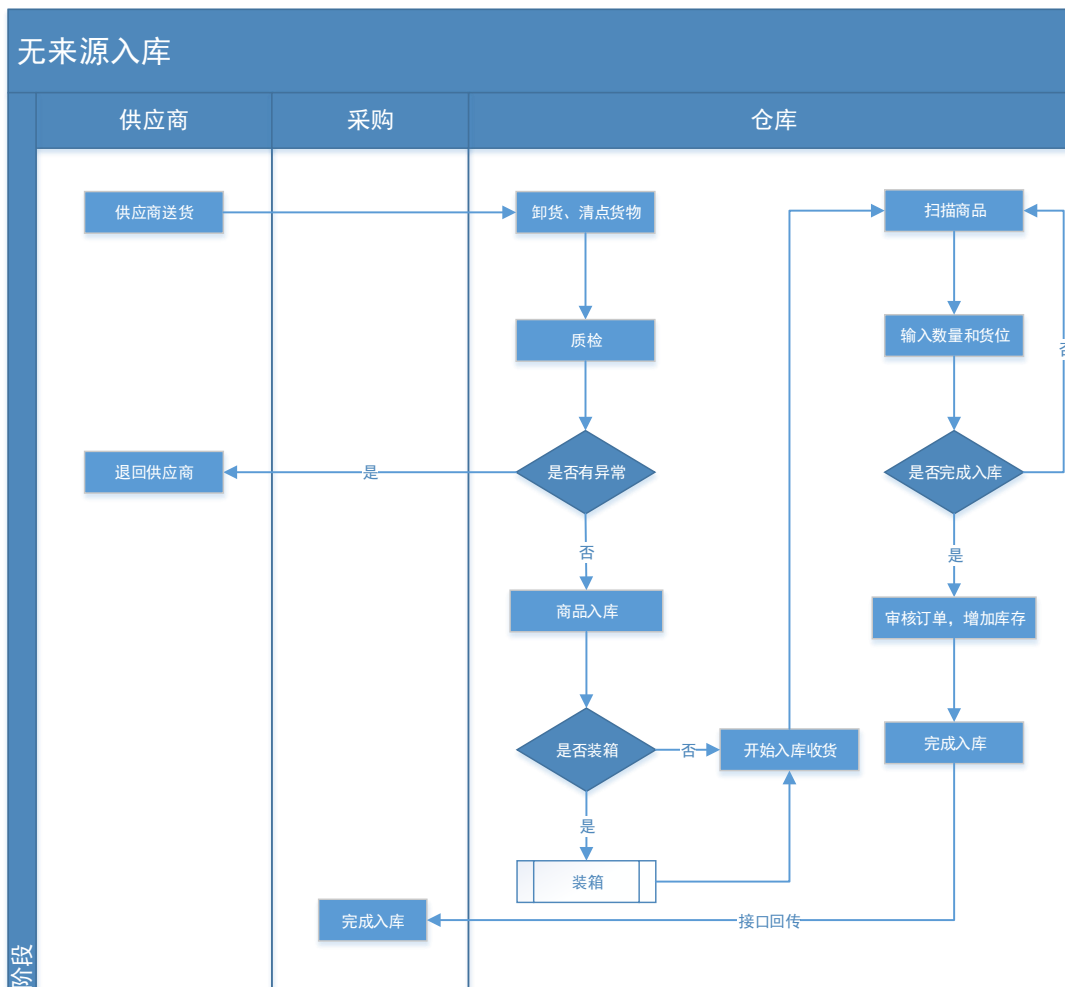 无来源入库
供应商
采购
仓库
供应商送货
卸货、清点货物
扫描商品
质检
输入数量和货位
否
退回供应商
是
是否有异常
是否完成入库
否
是
商品入库
审核订单，增加库存
是否装箱
否
开始入库收货
完成入库
是
装箱
完成入库
接口回传
阶段